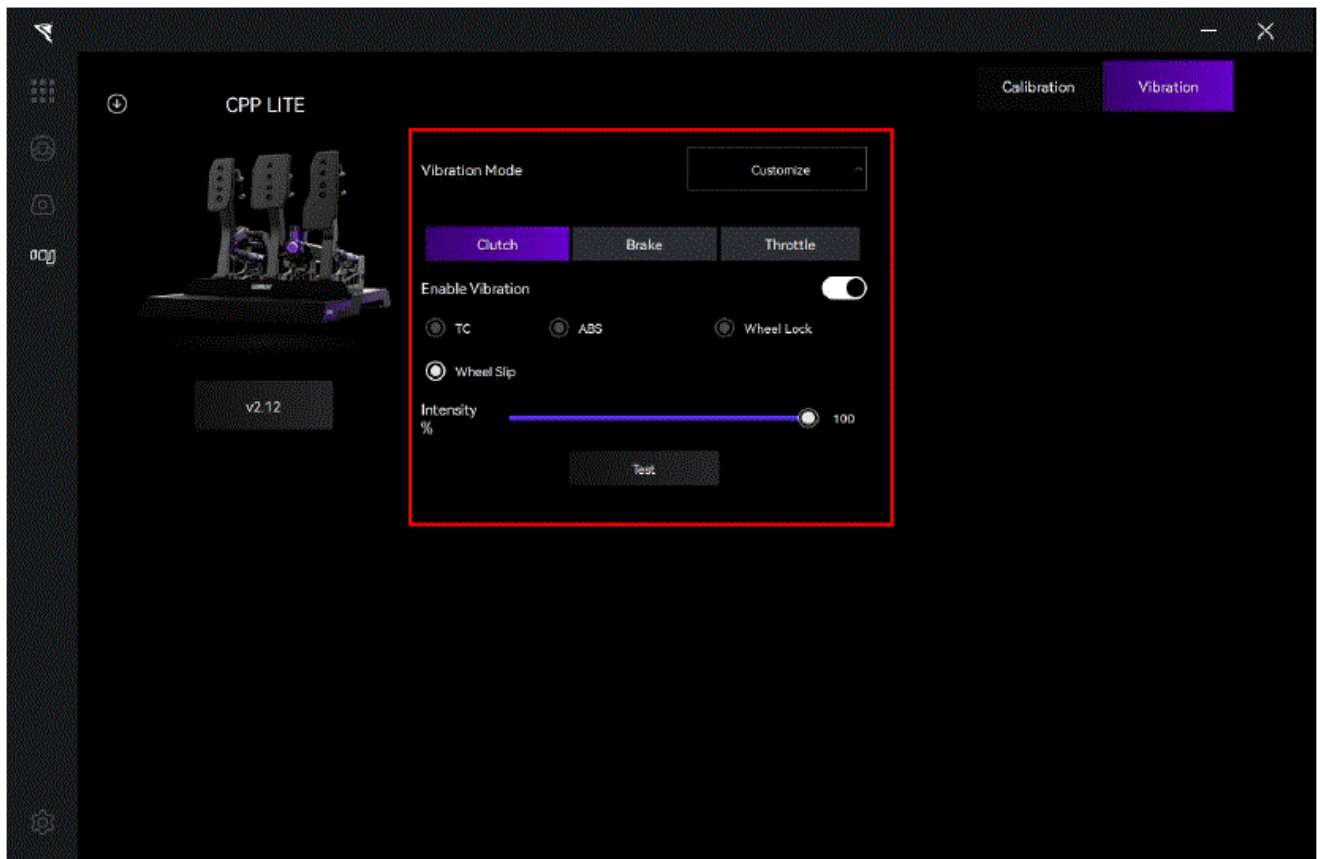 Calibration
Vibration
CPP LITE
Vibration Mode
Customize
Clutch
Brake
Throttle
Enable Vibration
TC
ABS
Wheel Lock
Wheel Slip
v2.12
Intensity
%
100
Test